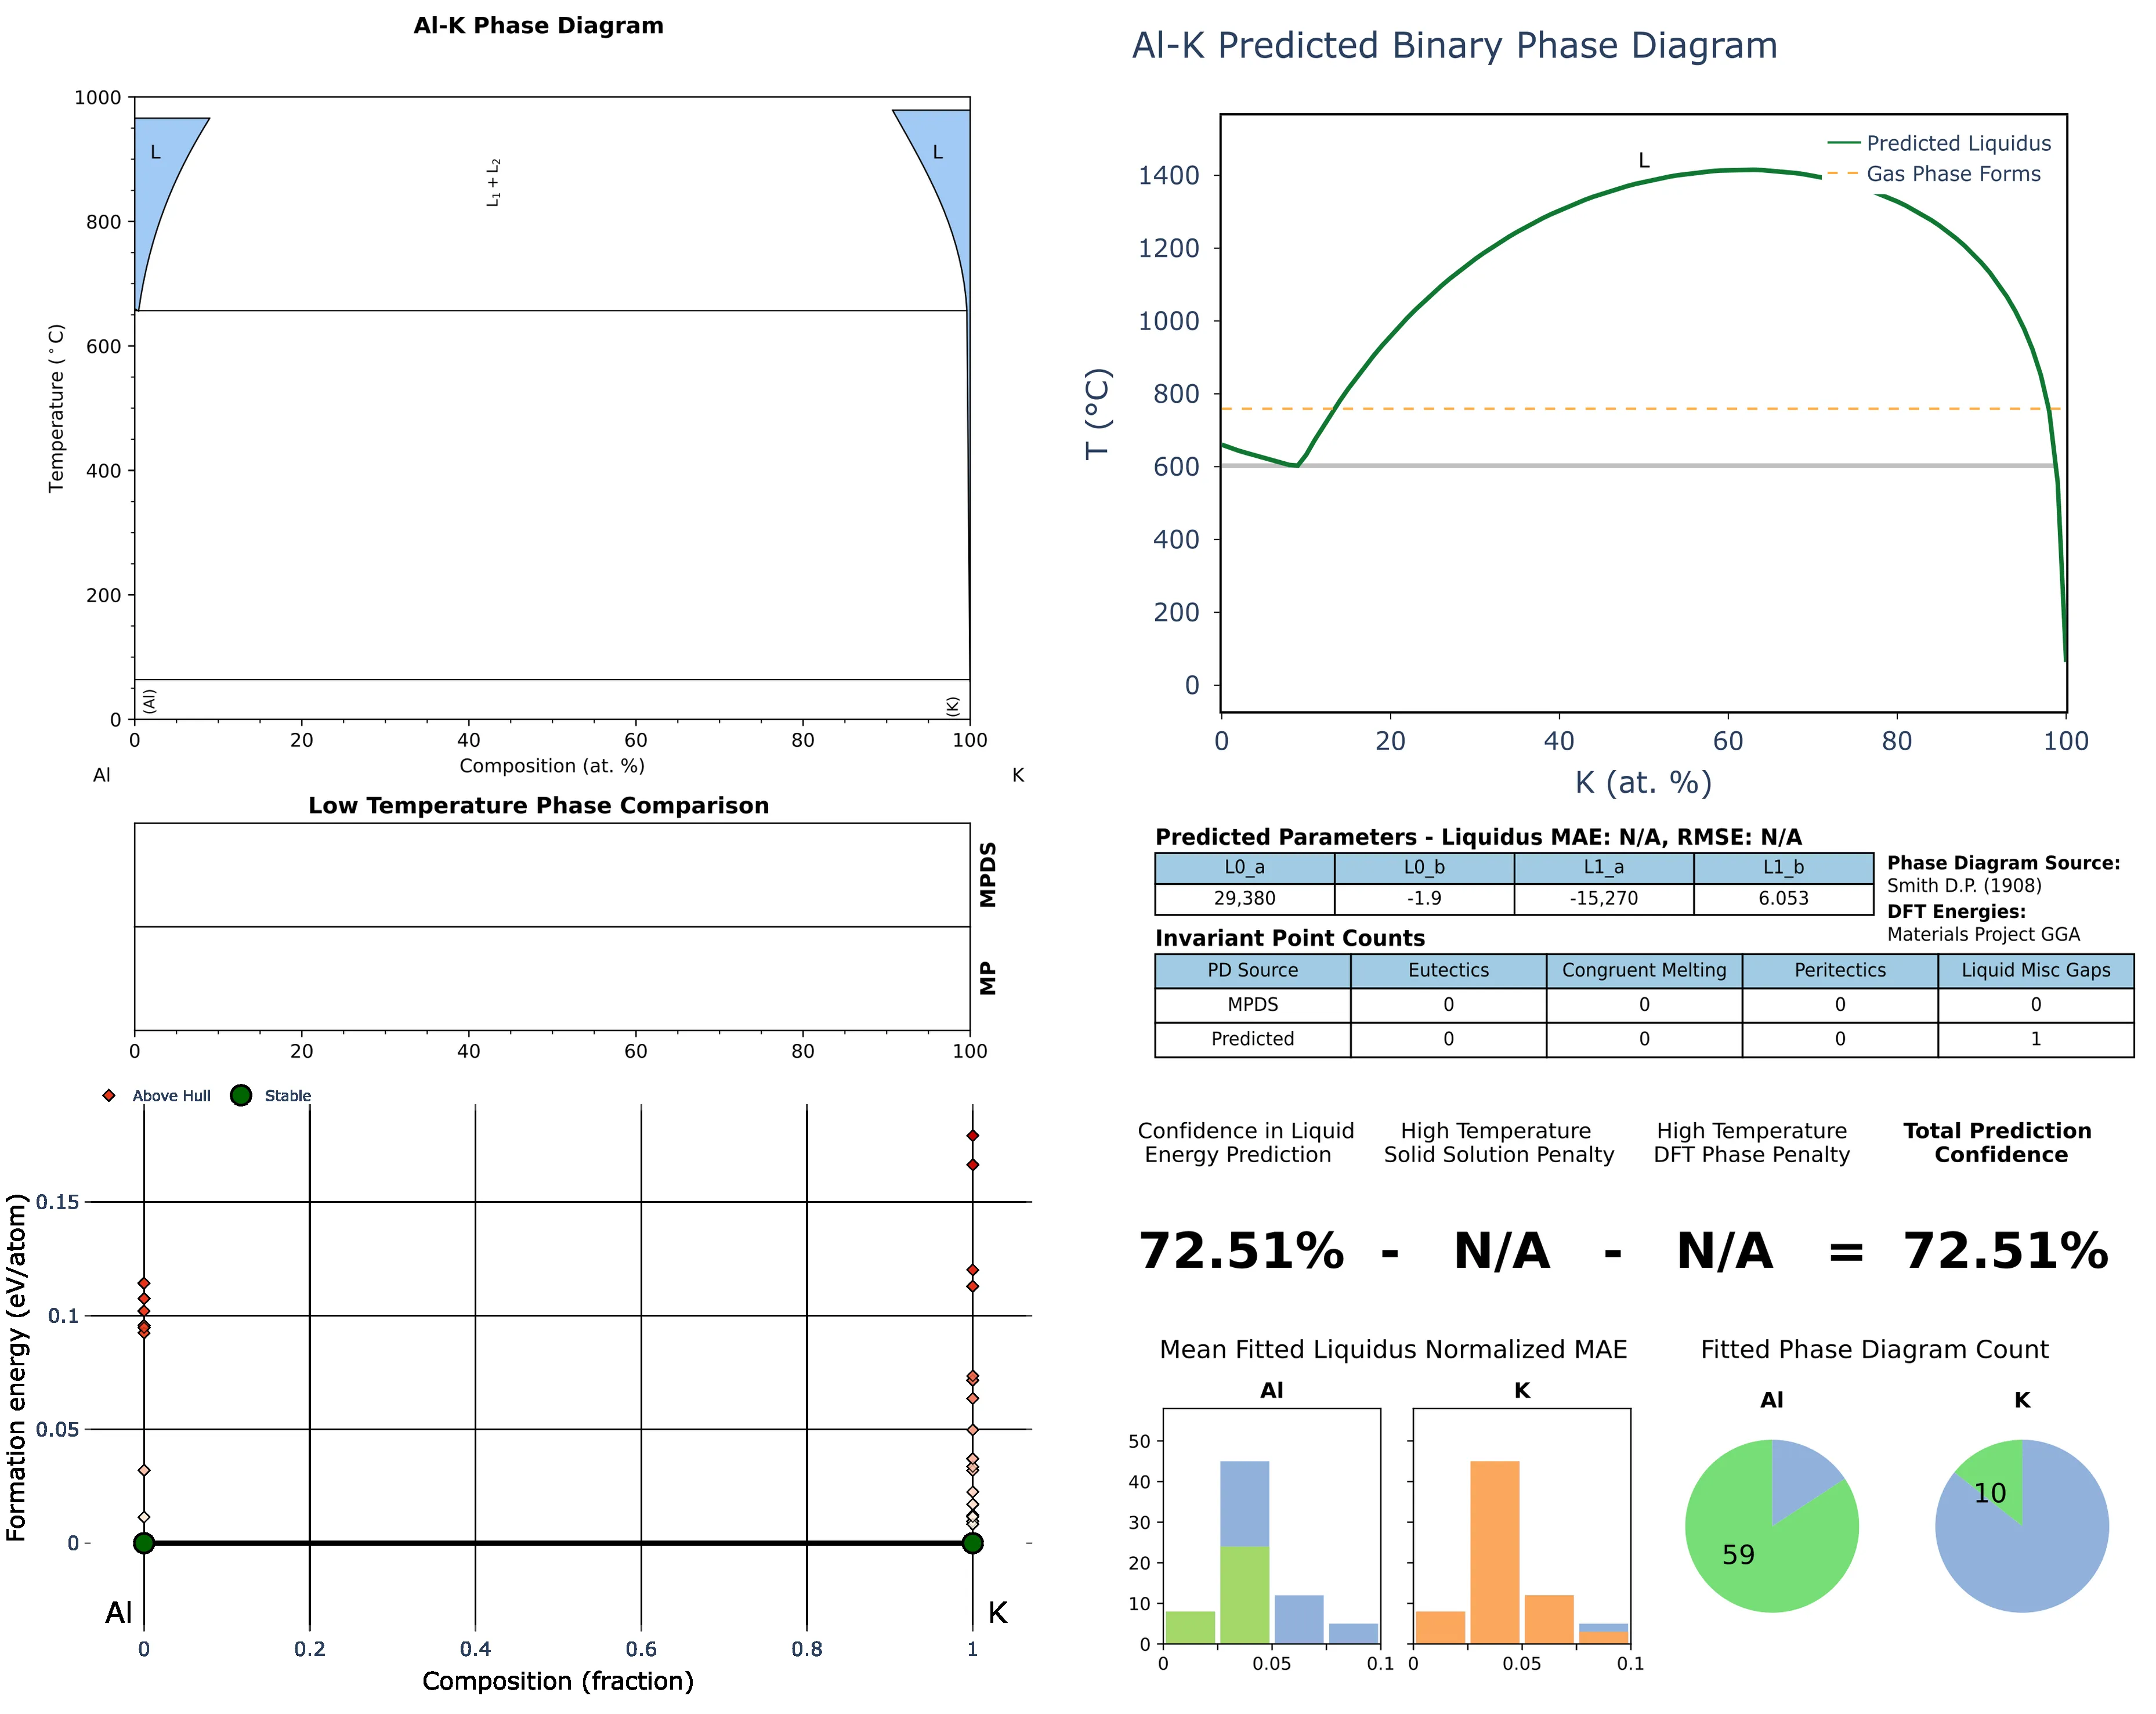 Al-K Phase Diagram
1000
800
600
400
200
0
Temperature (°C)
L
L₁ + L₂
L
(Al)
(K)
0 20 40 60 80 100
Composition (at. %)
Al K
Low Temperature Phase Comparison
MPDS
MP
0 20 40 60 80 100
Above Hull Stable
Formation energy (eV/atom)
0.15
0.1
0.05
0
Al K
0 0.2 0.4 0.6 0.8 1
Composition (fraction)
Al-K Predicted Binary Phase Diagram
L
Predicted Liquidus
Gas Phase Forms
T (°C)
1400
1200
1000
800
600
400
200
0
0 20 40 60 80 100
K (at. %)
Predicted Parameters - Liquidus MAE: N/A, RMSE: N/A
L0_a L0_b L1_a L1_b
29,380 -1.9 -15,270 6.053
Phase Diagram Source:
Smith D.P. (1908)
DFT Energies:
Materials Project GGA
Invariant Point Counts
PD Source Eutectics Congruent Melting Peritectics Liquid Misc Gaps
MPDS 0 0 0 0
Predicted 0 0 0 1
Confidence in Liquid
Energy Prediction
High Temperature
Solid Solution Penalty
High Temperature
DFT Phase Penalty
Total Prediction
Confidence
72.51% - N/A - N/A = 72.51%
Mean Fitted Liquidus Normalized MAE
Al K
50
40
30
20
10
0
0 0.05 0.1 0 0.05 0.1
Fitted Phase Diagram Count
Al K
59
10